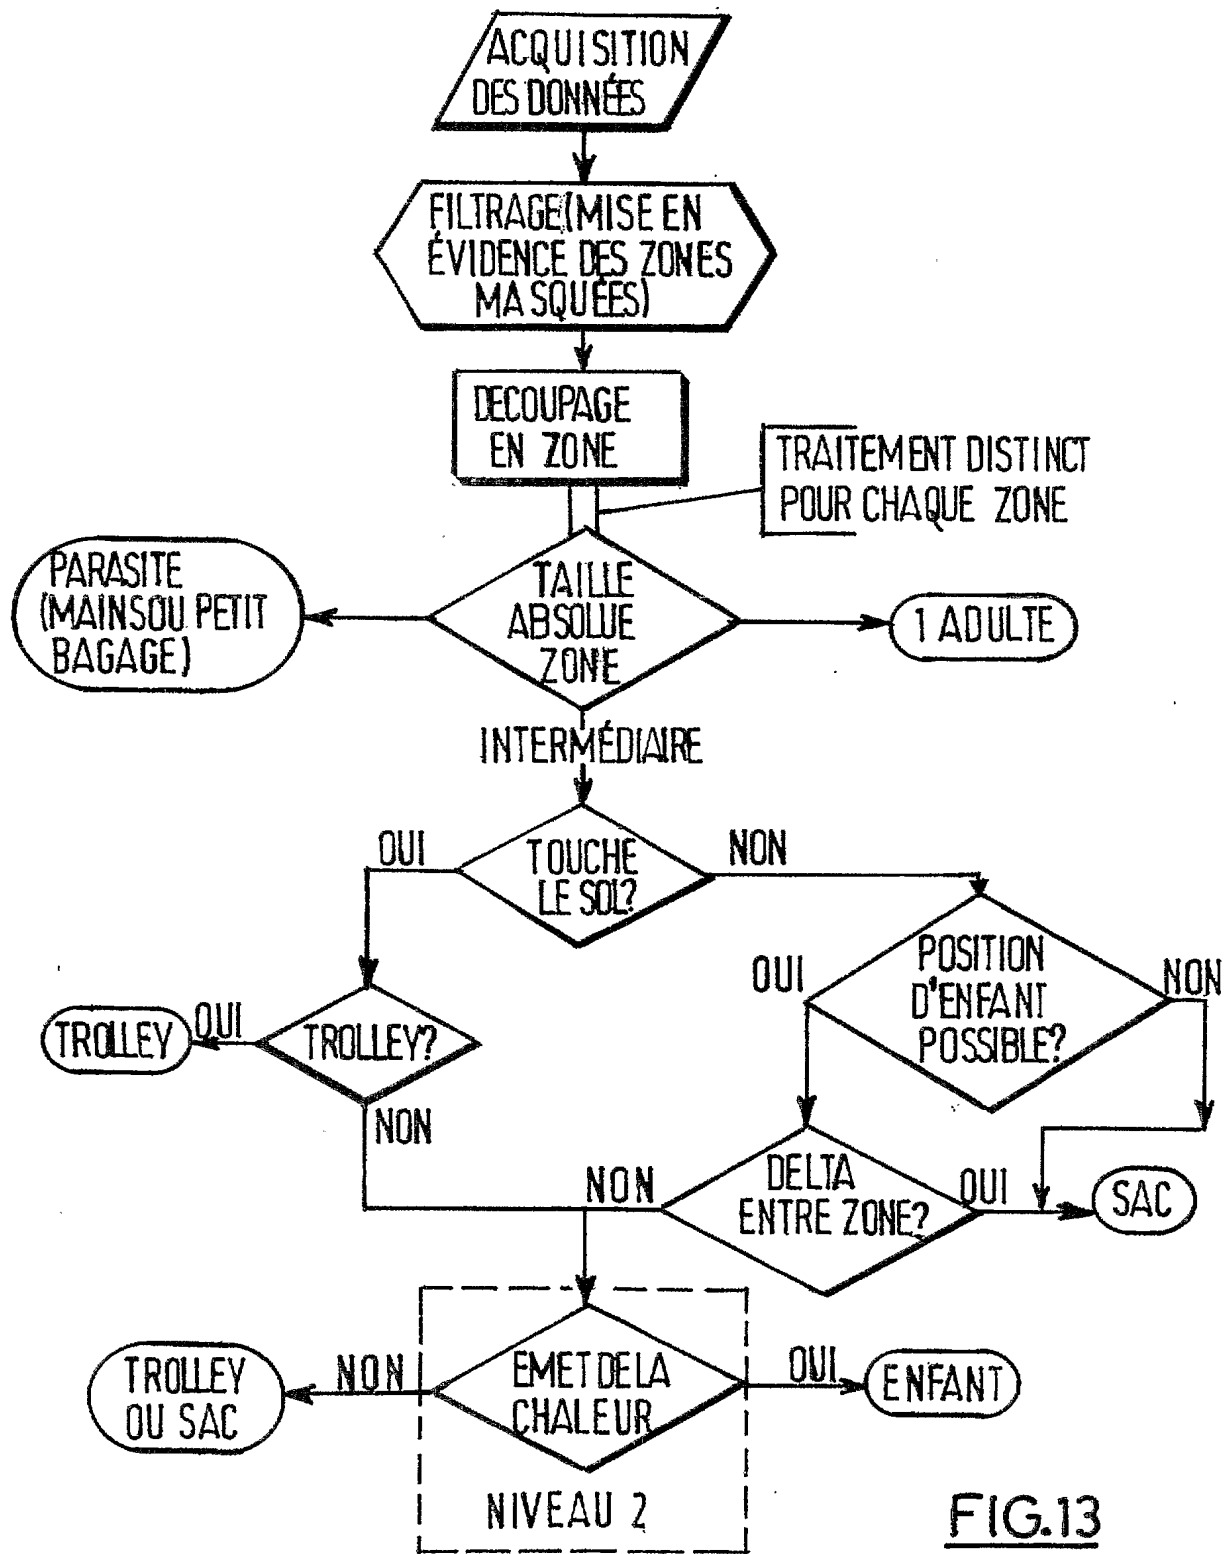 ACQUISITION
DES DONNÉES
FILTRAGE(MISE EN
ÉVIDENCE DES ZONES
MASQUÉES)
DECOUPAGE
EN ZONE
TRAITEMENT DISTINCT
POUR CHAQUE ZONE
PARASITE
(MAINS OU PETIT
BAGAGE)
TAILLE
ABSOLUE
ZONE
1 ADULTE
INTERMÉDIAIRE
OUI
TOUCHE
LE SOL?
NON
OUI
POSITION
D'ENFANT
POSSIBLE?
NON
TROLLEY
OUI
TROLLEY?
NON
NON
DELTA
ENTRE ZONE?
OUI
SAC
TROLLEY
OU SAC
NON
EMET DE LA
CHALEUR
OUI
ENFANT
NIVEAU 2
FIG.13